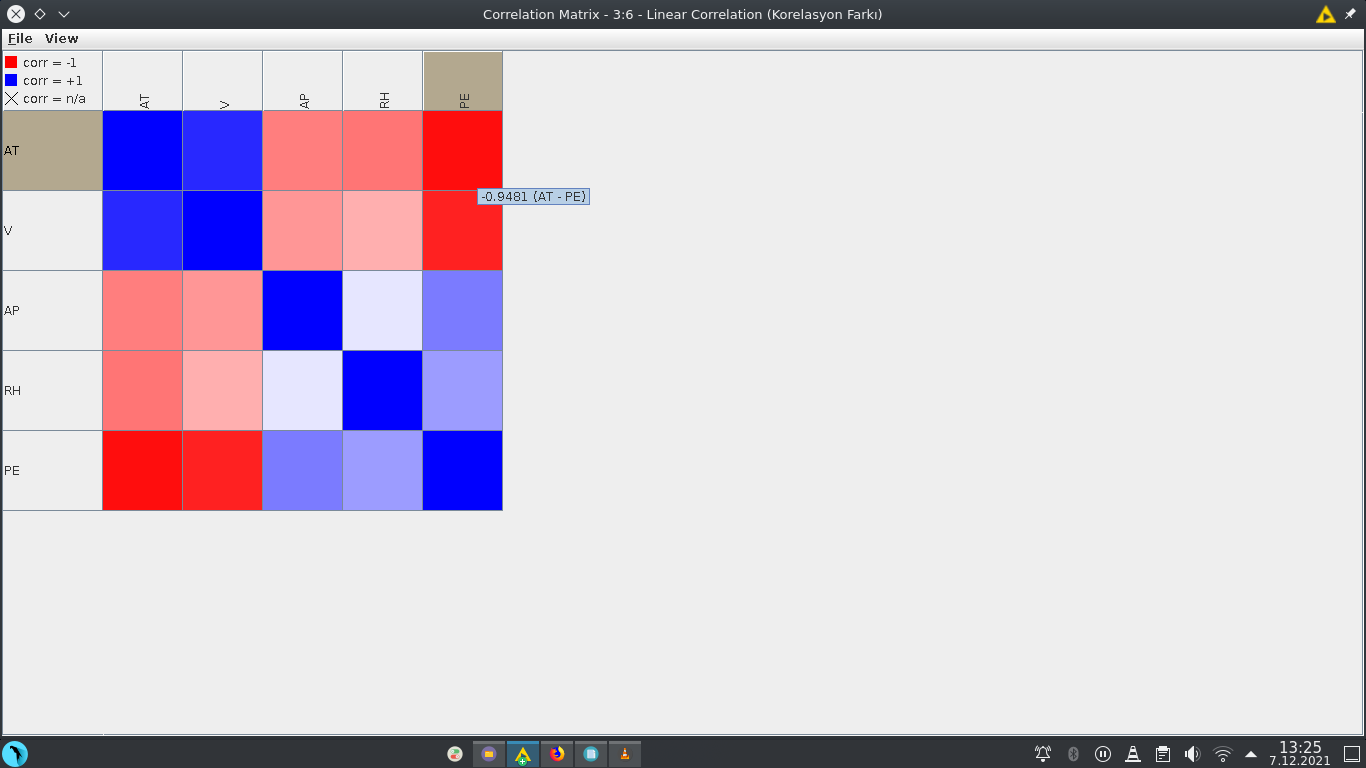 Correlation Matrix - 3:6 - Linear Correlation (Korelasyon Farkı)
File View
corr = -1
corr = +1
corr = n/a
AT
V
AP
RH
PE
AT
-0.9481 (AT - PE)
V
AP
RH
PE
13:25
7.12.2021